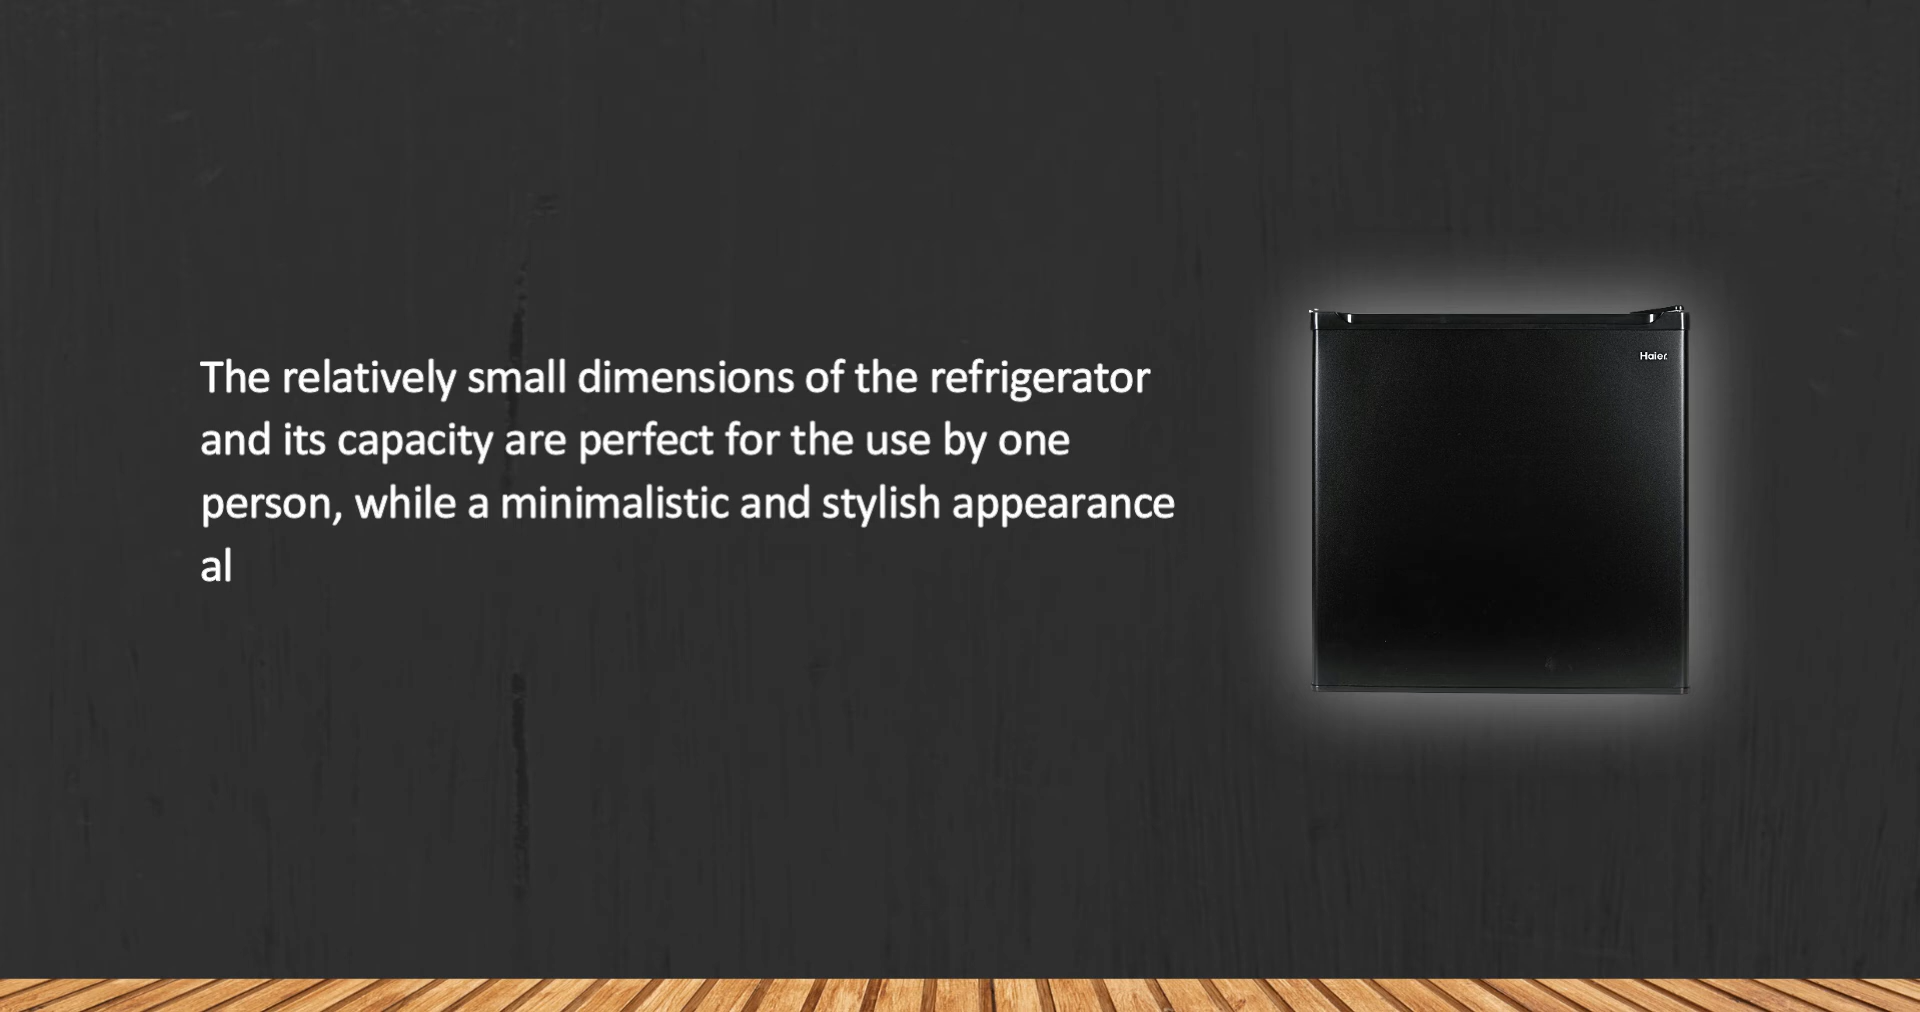 The relatively small dimensions of the refrigerator
and its capacity are perfect for the use by one
person, while a minimalistic and stylish appearance
al
Haier